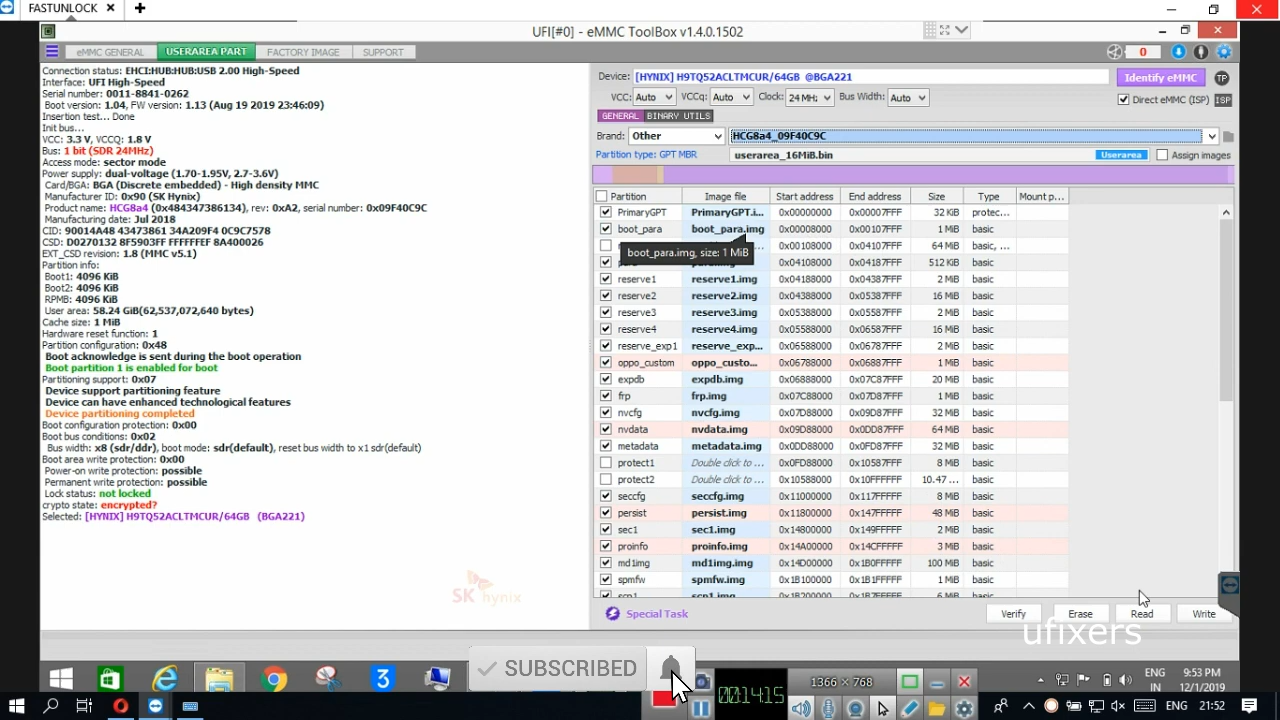 FASTUNLOCK
UFI[#0] - eMMC ToolBox v1.4.0.1502
eMMC GENERAL USERAREA PART FACTORY IMAGE SUPPORT
0
Connection status: EHCI:HUB:HUB:USB 2.00 High-Speed
Interface: UFI High-Speed
Serial number: 0011-8841-0262
Boot version: 1.04, FW version: 1.13 (Aug 19 2019 23:46:09)
Insertion test... Done
Init bus...
VCC: 3.3 V, VCCQ: 1.8 V
Bus: 1 bit (SDR 24MHz)
Access mode: sector mode
Power supply: dual-voltage (1.70-1.95V, 2.7-3.6V)
Card/BGA: BGA (Discrete embedded) - High density MMC
Manufacturer ID: 0x90 (SK Hynix)
Product name: HCG8a4 (0x484347386134), rev: 0xA2, serial number: 0x09F40C9C
Manufacturing date: Jul 2018
CID: 90014A48 43473861 34A209F4 0C9C7578
CSD: D0270132 8F5903FF FFFFFFEF 8A400026
EXT_CSD revision: 1.8 (MMC v5.1)
Partition info:
Boot1: 4096 KiB
Boot2: 4096 KiB
RPMB: 4096 KiB
User area: 58.24 GiB(62,537,072,640 bytes)
Cache size: 1 MiB
Hardware reset function: 1
Partition configuration: 0x48
Boot acknowledge is sent during the boot operation
Boot partition 1 is enabled for boot
Partitioning support: 0x07
Device support partitioning feature
Device can have enhanced technological features
Device partitioning completed
Boot configuration protection: 0x00
Boot bus conditions: 0x02
Bus width: x8 (sdr/ddr), boot mode: sdr(default), reset bus width to x1 sdr(default)
Boot area write protection: 0x00
Power-on write protection: possible
Permanent write protection: possible
Lock status: not locked
crypto state: encrypted?
Selected: [HYNIX] H9TQ52ACLTMCUR/64GB (BGA221)
SK hynix
Device: [HYNIX] H9TQ52ACLTMCUR/64GB @BGA221 Identify eMMC TP
VCC: Auto VCCq: Auto Clock: 24 MHz Bus Width: Auto Direct eMMC (ISP) ISP
GENERAL BINARY UTILS
Brand: Other HCG8a4_09F40C9C
Partition type: GPT MBR userarea_16MiB.bin Userarea Assign images
Partition Image file Start address End address Size Type Mount p...
PrimaryGPT PrimaryGPT.i... 0x00000000 0x00007FFF 32 KiB protec...
boot_para boot_para.img 0x00008000 0x00107FFF 1 MiB basic
0x00108000 0x04107FFF 64 MiB basic, ...
boot_para.img, size: 1 MiB
0x04108000 0x04187FFF 512 KiB basic
reserve1 reserve1.img 0x04188000 0x04387FFF 2 MiB basic
reserve2 reserve2.img 0x04388000 0x05387FFF 16 MiB basic
reserve3 reserve3.img 0x05388000 0x05587FFF 2 MiB basic
reserve4 reserve4.img 0x05588000 0x06587FFF 16 MiB basic
reserve_exp1 reserve_exp... 0x06588000 0x06787FFF 2 MiB basic
oppo_custom oppo_custo... 0x06788000 0x06887FFF 1 MiB basic
expdb expdb.img 0x06888000 0x07C87FFF 20 MiB basic
frp frp.img 0x07C88000 0x07D87FFF 1 MiB basic
nvcfg nvcfg.img 0x07D88000 0x09D87FFF 32 MiB basic
nvdata nvdata.img 0x09D88000 0x0DD87FFF 64 MiB basic
metadata metadata.img 0x0DD88000 0x0FD87FFF 32 MiB basic
protect1 Double click to ... 0x0FD88000 0x10587FFF 8 MiB basic
protect2 Double click to ... 0x10588000 0x10FFFFFF 10.47 ... basic
seccfg seccfg.img 0x11000000 0x117FFFFF 8 MiB basic
persist persist.img 0x11800000 0x147FFFFF 48 MiB basic
sec1 sec1.img 0x14800000 0x149FFFFF 2 MiB basic
proinfo proinfo.img 0x14A00000 0x14CFFFFF 3 MiB basic
md1img md1img.img 0x14D00000 0x1B0FFFFF 100 MiB basic
spmfw spmfw.img 0x1B100000 0x1B1FFFFF 1 MiB basic
scp1 scp1.img 0x1B200000 0x1B7FFFFF 6 MiB basic
Special Task Verify Erase Read Write
ufixers
SUBSCRIBED
00:14:15
1366 × 768
ENG
IN
9:53 PM
12/1/2019
ENG 21:52